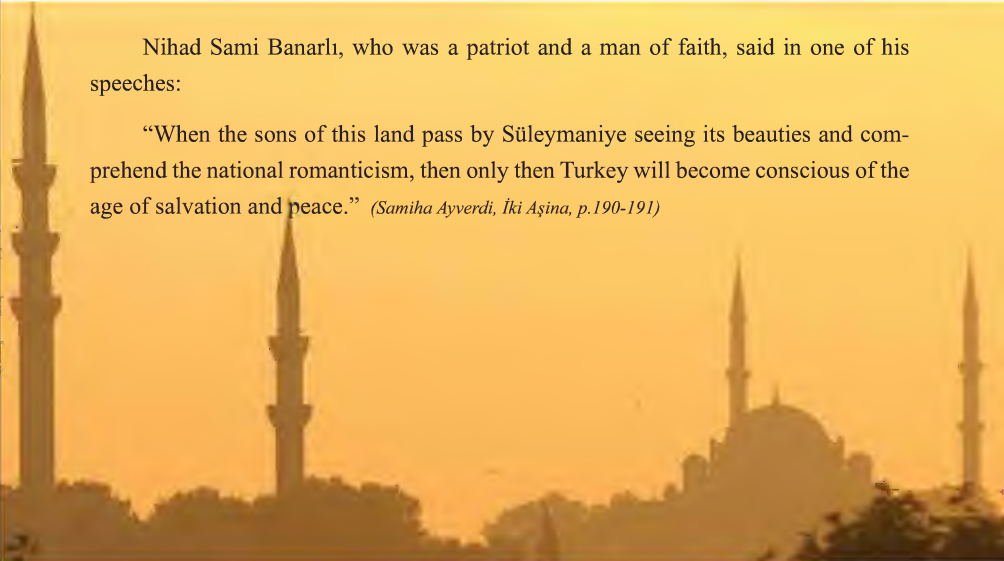 Nihad Sami Banarlı, who was a patriot and a man of faith, said in one of his
speeches:
“When the sons of this land pass by Süleymaniye seeing its beauties and com-
prehend the national romanticism, then only then Turkey will become conscious of the
age of salvation and peace.” (Samiha Ayverdi, İki Aşina, p.190-191)